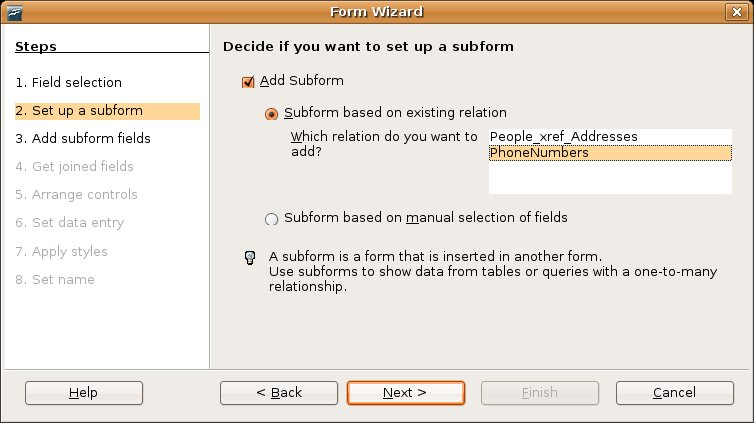 Form Wizard
Steps
1. Field selection
2. Set up a subform
3. Add subform fields
4. Get joined fields
5. Arrange controls
6. Set data entry
7. Apply styles
8. Set name
Decide if you want to set up a subform
Add Subform
Subform based on existing relation
Which relation do you want to
add?
People_xref_Addresses
PhoneNumbers
Subform based on manual selection of fields
A subform is a form that is inserted in another form.
Use subforms to show data from tables or queries with a one-to-many
relationship.
Help
< Back
Next >
Finish
Cancel